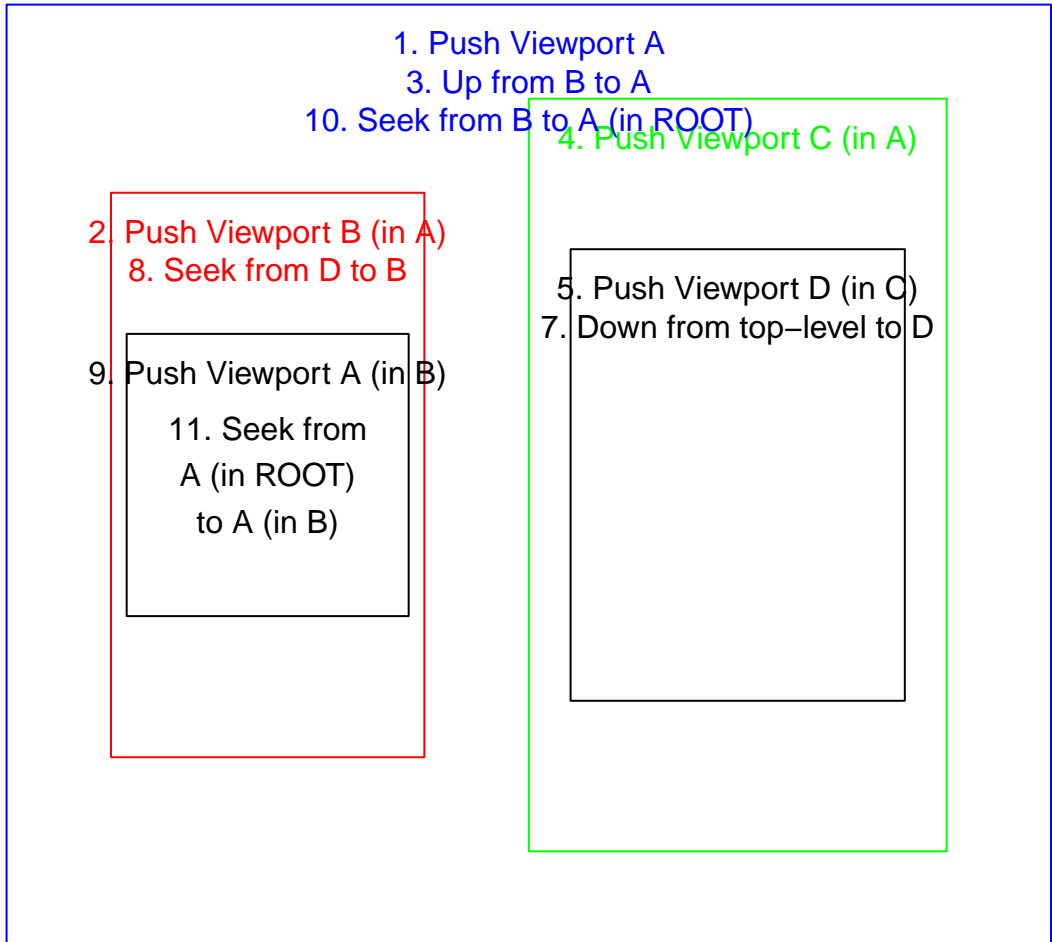 1. Push Viewport A
3. Up from B to A
10. Seek from B to A (in ROOT)
4. Push Viewport C (in A)
2. Push Viewport B (in A)
8. Seek from D to B
5. Push Viewport D (in C)
7. Down from top−level to D
9. Push Viewport A (in B)
11. Seek from
A (in ROOT)
to A (in B)